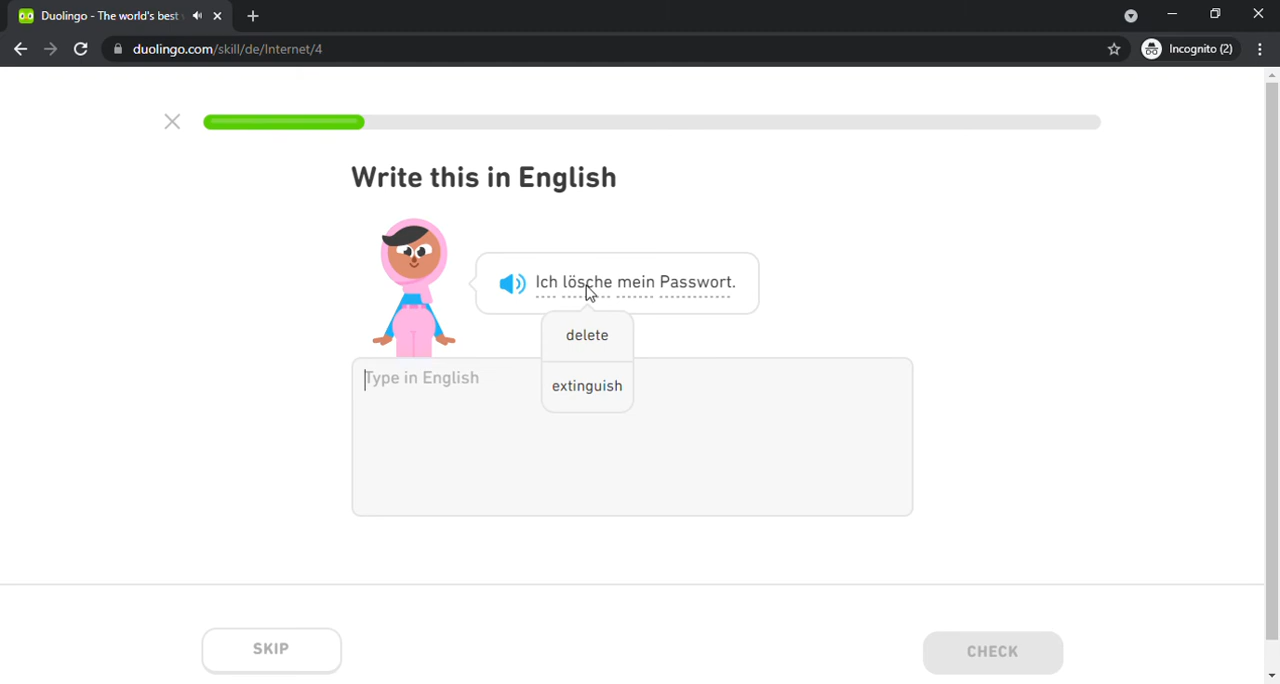 Duolingo - The world's best
duolingo.com/skill/de/Internet/4
Incognito (2)
Write this in English
Ich lösche mein Passwort.
delete
extinguish
Type in English
SKIP
CHECK